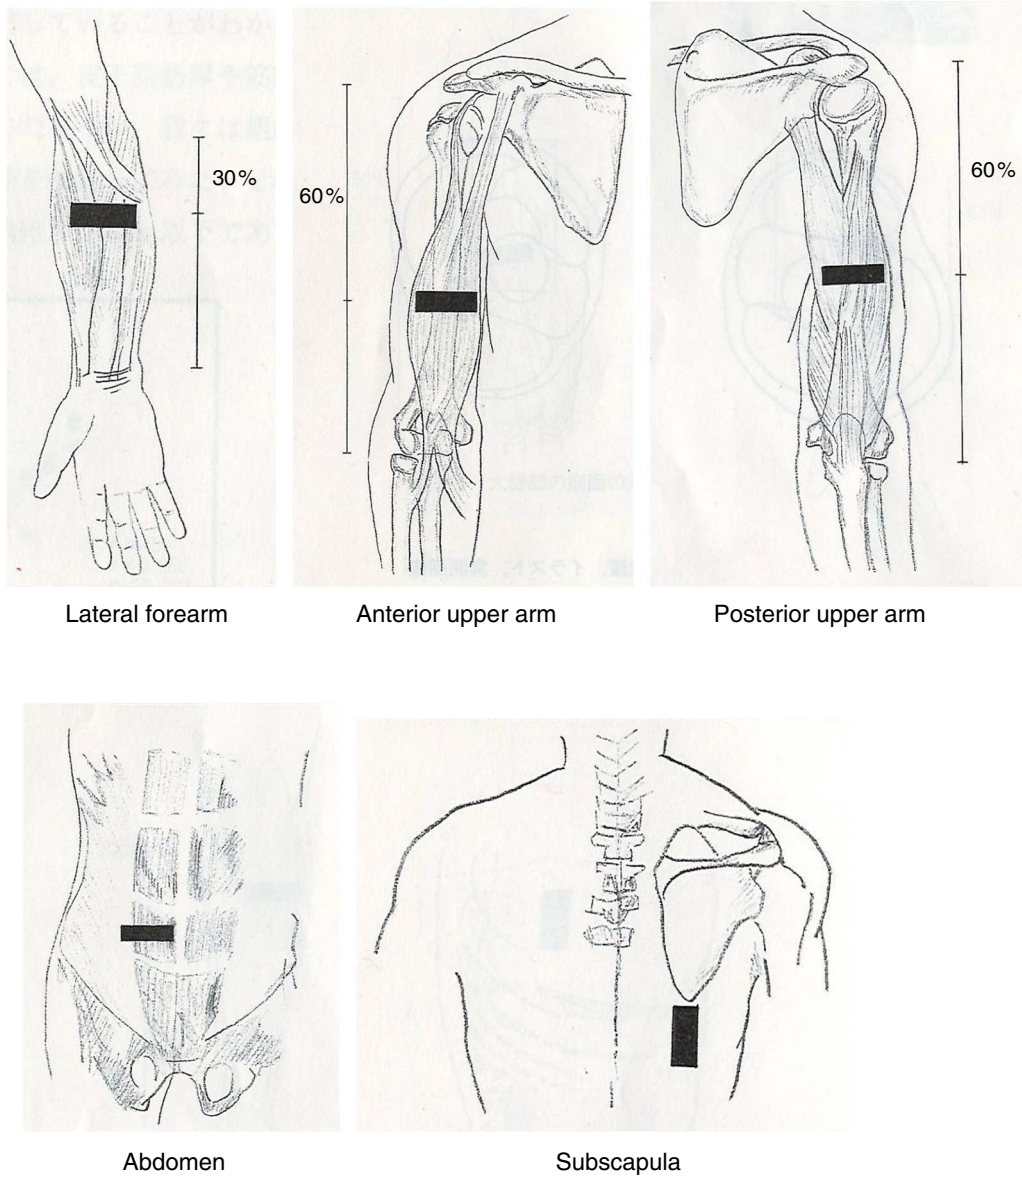 30%
60%
60%
Lateral forearm
Anterior upper arm
Posterior upper arm
Abdomen
Subscapula